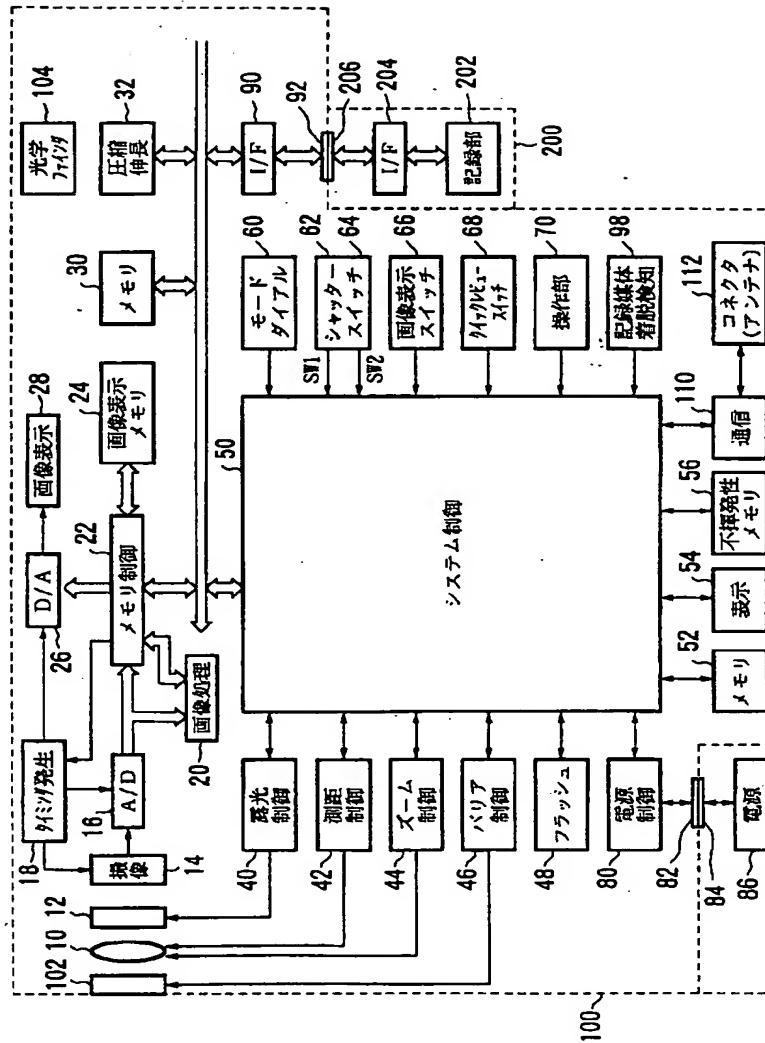 104
光学
ファインダ
32
圧縮
伸長
90
I/F
92
206
204
I/F
202
記録部
200
30
メモリ
28
画像表示
24
画像表示
メモリ
D/A
26
22
メモリ制御
タイミング発生
18
A/D
16
画像処理
20
撮像
14
12
10
102
50
システム制御
60
モード
ダイアル
62
64
シャッター
スイッチ
SW1
SW2
66
画像表示
スイッチ
68
クイックレビュー
スイッチ
70
操作部
98
記録媒体
着脱検知
112
コネクタ
(アンテナ)
110
通信
56
不揮発性
メモリ
54
表示
52
メモリ
露光
制御
40
測距
制御
42
ズーム
制御
44
バリア
制御
46
フラッシュ
48
電源
制御
80
82
84
電源
86
100